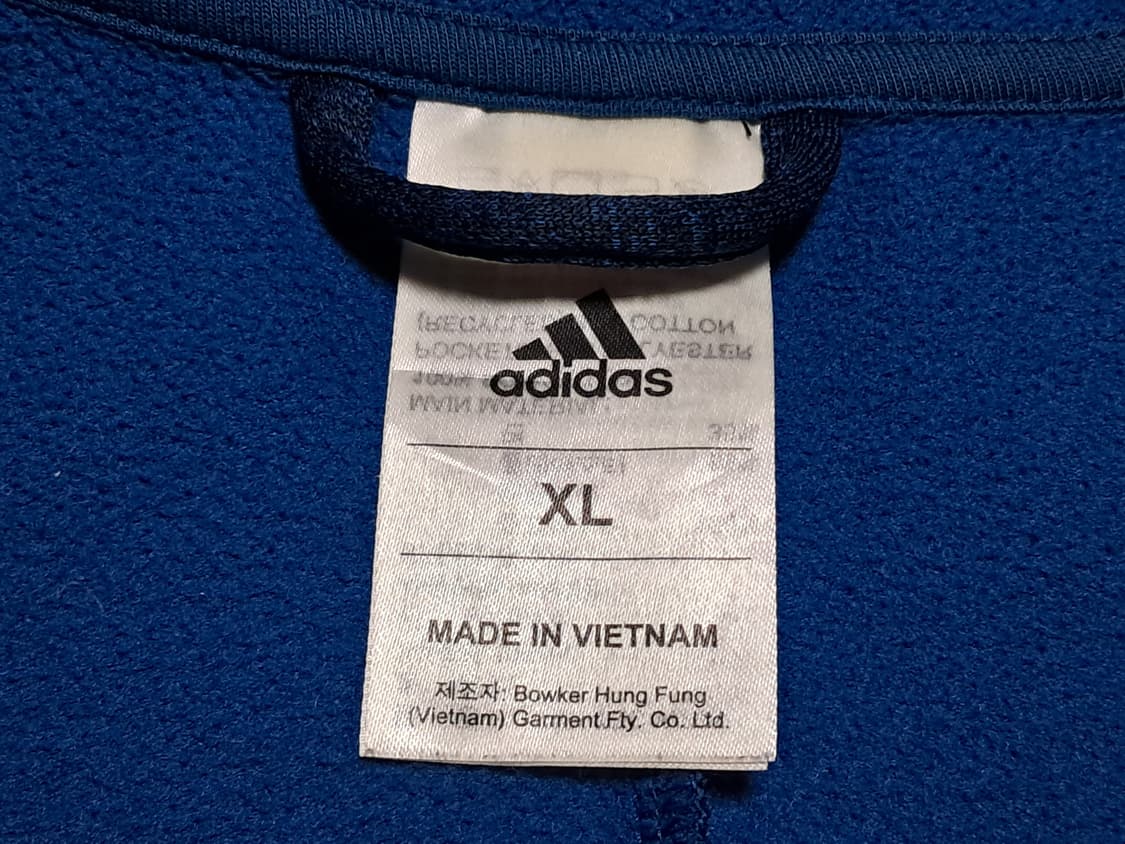 adidas
XL
MADE IN VIETNAM
제조자: Bowker Hung Fung
(Vietnam) Garment Fty. Co. Ltd.